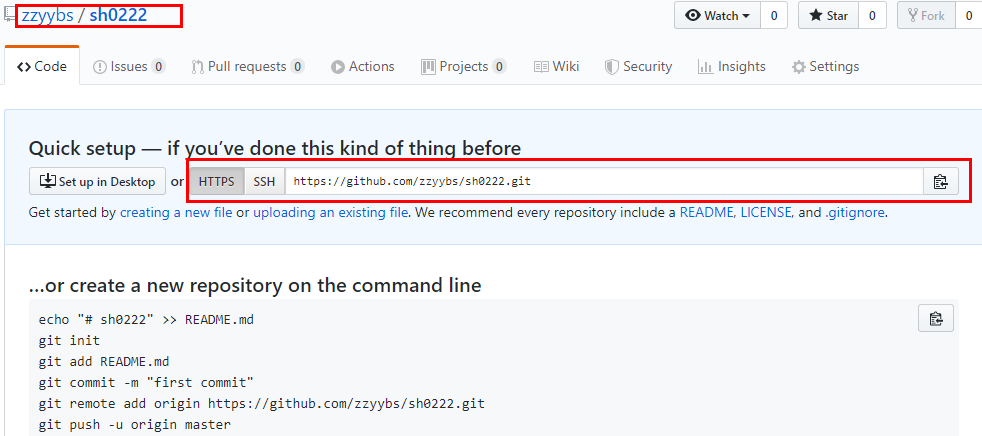 zzyybs / sh0222
Watch 0 Star 0 Fork 0
Code Issues 0 Pull requests 0 Actions Projects 0 Wiki Security Insights Settings
Quick setup — if you’ve done this kind of thing before
Set up in Desktop or HTTPS SSH https://github.com/zzyybs/sh0222.git
Get started by creating a new file or uploading an existing file. We recommend every repository include a README, LICENSE, and .gitignore.
…or create a new repository on the command line
echo "# sh0222" >> README.md
git init
git add README.md
git commit -m "first commit"
git remote add origin https://github.com/zzyybs/sh0222.git
git push -u origin master